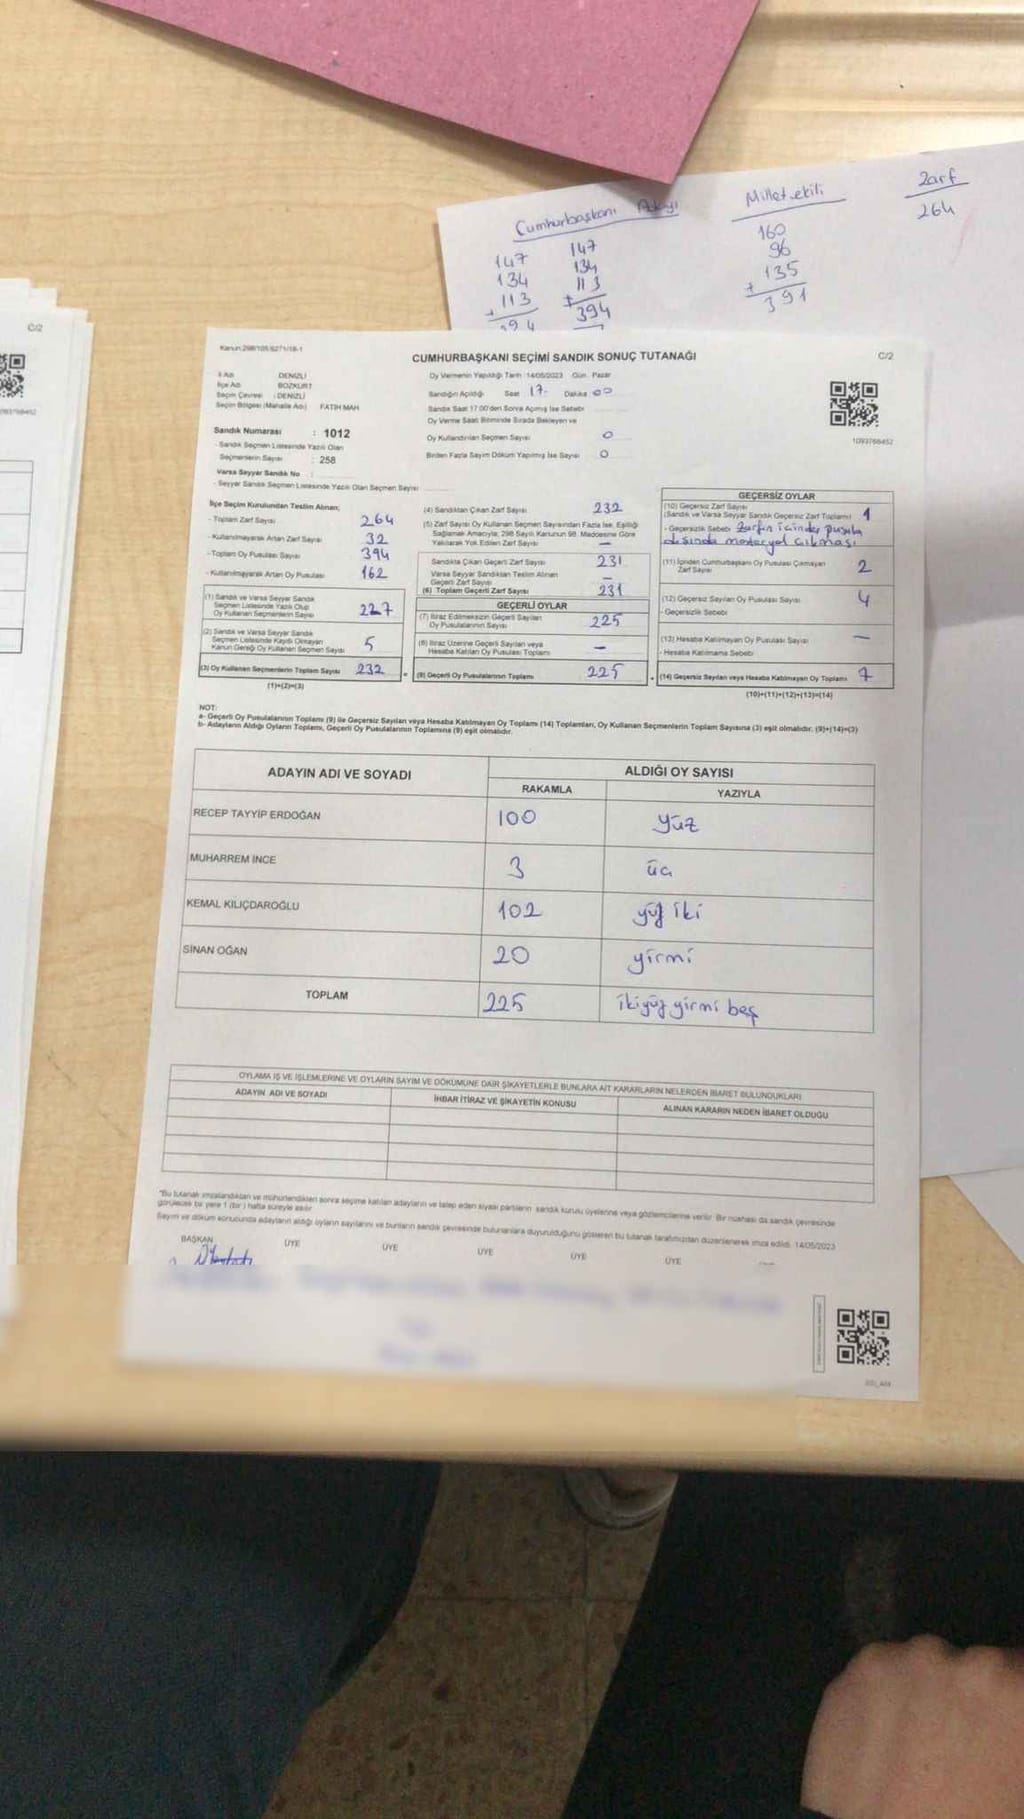 Cumhurbaşkanı Adayı
147 147
134 134
+ 113 + 113
394
Milletvekili
160
96
+ 135
391
Zarf
264
C/2
Kanun:298/105/6271/18-1
CUMHURBAŞKANI SEÇİMİ SANDIK SONUÇ TUTANAĞI
C/2
İl Adı DENİZLİ
İlçe Adı BOZKURT
Seçim Çevresi : DENİZLİ
Seçim Bölgesi (Mahalle Adı) FATİH MAH
Sandık Numarası : 1012
- Sandık Seçmen Listesinde Yazılı Olan
Seçmenlerin Sayısı : 258
Varsa Seyyar Sandık No
- Seyyar Sandık Seçmen Listesinde Yazılı Olan Seçmen Sayısı
Oy Vermenin Yapıldığı Tarih : 14/05/2023 Gün : Pazar
Sandığın Açıldığı Saat 17. Dakika 00
Sandık Saat 17:00'den Sonra Açılmış İse Sebebi
Oy Verme Saati Bitiminde Sırada Bekleyen ve
Oy Kullandırılan Seçmen Sayısı 0
Birden Fazla Sayım Döküm Yapılmış İse Sayısı 0
1093766452
İlçe Seçim Kurulundan Teslim Alınan;
- Toplam Zarf Sayısı 264
- Kullanılmayarak Artan Zarf Sayısı 32
- Toplam Oy Pusulası Sayısı 394
- Kullanılmayarak Artan Oy Pusulası 162
(1) Sandık ve Varsa Seyyar Sandık
Seçmen Listesinde Yazılı Olup
Oy Kullanan Seçmenlerin Sayısı 227
(2) Sandık ve Varsa Seyyar Sandık
Seçmen Listesinde Kaydı Olmayan
Kanun Gereği Oy Kullanan Seçmen Sayısı 5
(3) Oy Kullanan Seçmenlerin Toplam Sayısı 232
(1)+(2)=(3)
(4) Sandıktan Çıkan Zarf Sayısı 232
(5) Zarf Sayısı Oy Kullanan Seçmen Sayısından Fazla İse, Eşitliği
Sağlamak Amacıyla; 298 Sayılı Kanunun 98. Maddesine Göre
Yakılarak Yok Edilen Zarf Sayısı —
Sandıkta Çıkan Geçerli Zarf Sayısı 231
Varsa Seyyar Sandıktan Teslim Alınan
Geçerli Zarf Sayısı —
(6) Toplam Geçerli Zarf Sayısı 231
GEÇERLİ OYLAR
(7) İtiraz Edilmeksizin Geçerli Sayılan
Oy Pusulalarının Sayısı 225
(8) İtiraz Üzerine Geçerli Sayılan veya
Hesaba Katılan Oy Pusulası Toplamı —
(9) Geçerli Oy Pusulalarının Toplamı 225
GEÇERSİZ OYLAR
(10) Geçersiz Zarf Sayısı
(Sandık ve Varsa Seyyar Sandık Geçersiz Zarf Toplamı) 1
- Geçersizlik Sebebi Zarfın içinden pusula
dışında materyal çıkması
(11) İçinden Cumhurbaşkanı Oy Pusulası Çıkmayan
Zarf Sayısı 2
(12) Geçersiz Sayılan Oy Pusulası Sayısı 4
- Geçersizlik Sebebi
(13) Hesaba Katılmayan Oy Pusulası Sayısı —
- Hesaba Katılmama Sebebi
(14) Geçersiz Sayılan veya Hesaba Katılmayan Oy Toplamı 7
(10)+(11)+(12)+(13)=(14)
NOT:
a- Geçerli Oy Pusulalarının Toplamı (9) ile Geçersiz Sayılan veya Hesaba Katılmayan Oy Toplamı (14) Toplamları, Oy Kullanan Seçmenlerin Toplam Sayısına (3) eşit olmalıdır. (9)+(14)=(3)
b- Adayların Aldığı Oyların Toplamı, Geçerli Oy Pusulalarının Toplamına (9) eşit olmalıdır.
ADAYIN ADI VE SOYADI ALDIĞI OY SAYISI
RAKAMLA YAZIYLA
RECEP TAYYİP ERDOĞAN 100 yüz
MUHARREM İNCE 3 üç
KEMAL KILIÇDAROĞLU 102 yüz iki
SİNAN OĞAN 20 yirmi
TOPLAM 225 ikiyüz yirmi beş
OYLAMA İŞ VE İŞLEMLERİNE VE OYLARIN SAYIM VE DÖKÜMÜNE DAİR ŞİKAYETLERLE BUNLARA AİT KARARLARIN NELERDEN İBARET BULUNDUKLARI
ADAYIN ADI VE SOYADI İHBAR İTİRAZ VE ŞİKAYETİN KONUSU ALINAN KARARIN NEDEN İBARET OLDUĞU
"Bu tutanak imzalandıktan ve mühürlendikten sonra seçime katılan adayların ve talep eden siyasi partilerin sandık kurulu üyelerine veya gözlemcilerine verilir. Bir nüshası da sandık çevresinde
görülecek bir yere 1 (bir) hafta süreyle asılır.
Sayım ve döküm sonucunda adayların aldığı oyların sayılarını ve bunların sandık çevresinde bulunanlara duyurulduğunu gösteren bu tutanak tarafımızdan düzenlenerek imza edildi. 14/05/2023
BAŞKAN ÜYE ÜYE ÜYE ÜYE ÜYE